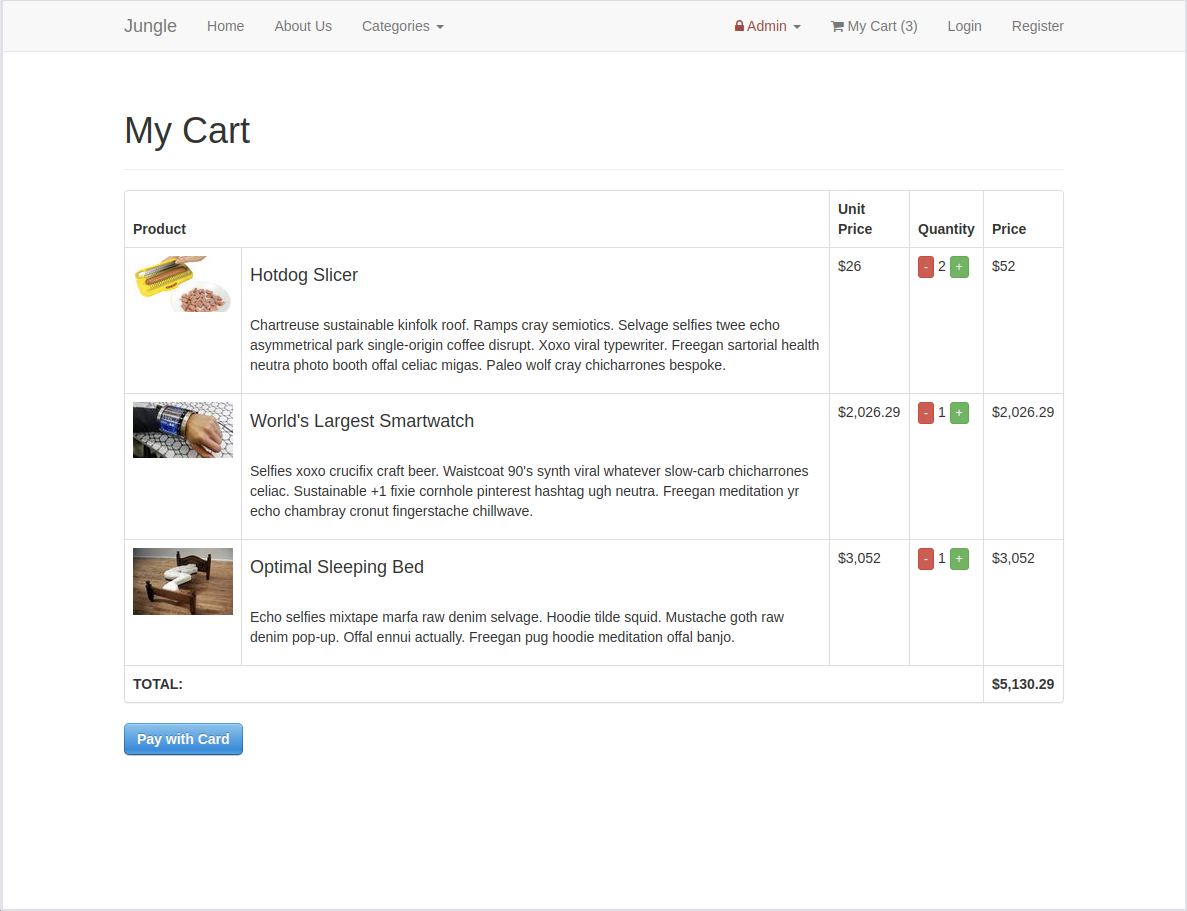 Jungle Home About Us Categories Admin My Cart (3) Login Register
My Cart
Product Unit Price Quantity Price
Hotdog Slicer $26 - 2 + $52
Chartreuse sustainable kinfolk roof. Ramps cray semiotics. Selvage selfies twee echo
asymmetrical park single-origin coffee disrupt. Xoxo viral typewriter. Freegan sartorial health
neutra photo booth offal celiac migas. Paleo wolf cray chicharrones bespoke.
World's Largest Smartwatch $2,026.29 - 1 + $2,026.29
Selfies xoxo crucifix craft beer. Waistcoat 90's synth viral whatever slow-carb chicharrones
celiac. Sustainable +1 fixie cornhole pinterest hashtag ugh neutra. Freegan meditation yr
echo chambray cronut fingerstache chillwave.
Optimal Sleeping Bed $3,052 - 1 + $3,052
Echo selfies mixtape marfa raw denim selvage. Hoodie tilde squid. Mustache goth raw
denim pop-up. Offal ennui actually. Freegan pug hoodie meditation offal banjo.
TOTAL: $5,130.29
Pay with Card